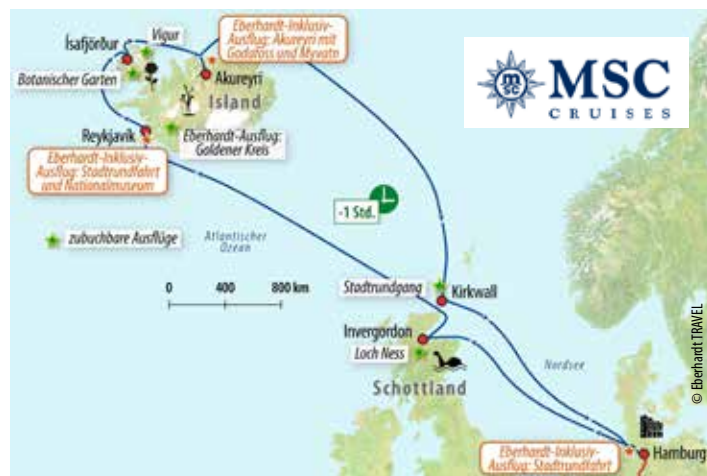 Eberhardt-Inklusiv-
Ausflug: Akureyri mit
Godafoss und Myvatn
Vigur
Ísafjörður
Botanischer Garten
Akureyri
Island
msc
MSC
CRUISES
Reykjavik
Eberhardt-Ausflug:
Goldener Kreis
Eberhardt-Inklusiv-
Ausflug: Stadtrundfahrt
und Nationalmuseum
-1 Std.
zubuchbare Ausflüge
Atlantischer
Ozean
0 400 800 km
Stadtrundgang
Kirkwall
Invergordon
Loch Ness
Schottland
Nordsee
© Eberhardt TRAVEL
Eberhardt-Inklusiv-
Ausflug: Stadtrundfahrt
Hamburg